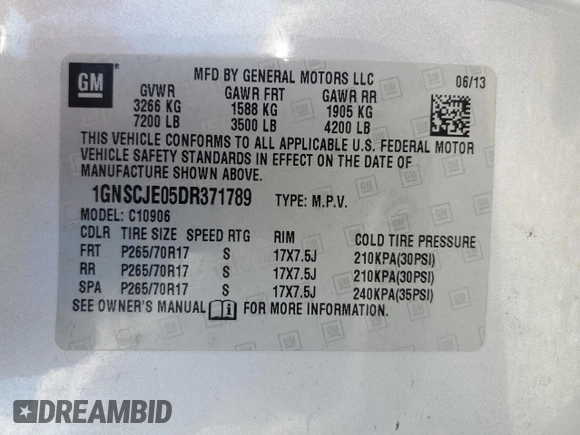 GM
MFD BY GENERAL MOTORS LLC 06/13
GVWR GAWR FRT GAWR RR
3266 KG 1588 KG 1905 KG
7200 LB 3500 LB 4200 LB
THIS VEHICLE CONFORMS TO ALL APPLICABLE U.S. FEDERAL MOTOR
VEHICLE SAFETY STANDARDS IN EFFECT ON THE DATE OF
MANUFACTURE SHOWN ABOVE.
1GNSCJE05DR371789 TYPE: M.P.V.
MODEL: C10906
CDLR TIRE SIZE SPEED RTG RIM COLD TIRE PRESSURE
FRT P265/70R17 S 17X7.5J 210KPA(30PSI)
RR P265/70R17 S 17X7.5J 210KPA(30PSI)
SPA P265/70R17 S 17X7.5J 240KPA(35PSI)
SEE OWNER'S MANUAL i FOR MORE INFORMATION.
DREAMBID